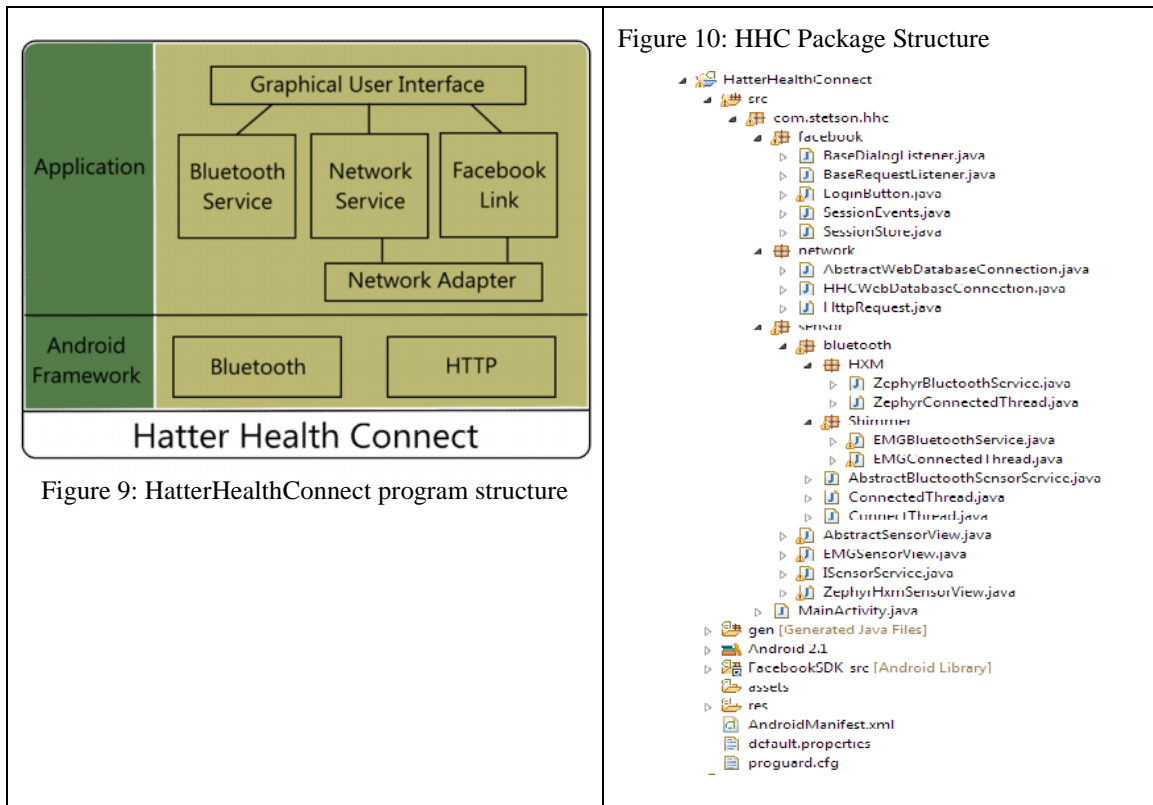 Application
Graphical User Interface
Bluetooth
Service
Network
Service
Facebook
Link
Network Adapter
Android
Framework
Bluetooth
HTTP
Hatter Health Connect
Figure 9: HatterHealthConnect program structure
Figure 10: HHC Package Structure
HatterHealthConnect
src
com.stetson.hhc
facebook
BaseDialogListener.java
BaseRequestListener.java
LoginButton.java
SessionEvents.java
SessionStore.java
network
AbstractWebDatabaseConnection.java
HHCWebDatabaseConnection.java
HttpRequest.java
sensor
bluetooth
HXM
ZephyrBluetoothService.java
ZephyrConnectedThread.java
Shimmer
EMGBluetoothService.java
EMGConnectedThread.java
AbstractBluetoothSensorService.java
ConnectedThread.java
ConnectThread.java
AbstractSensorView.java
EMGSensorView.java
ISensorService.java
ZephyrHxmSensorView.java
MainActivity.java
gen [Generated Java Files]
Android 2.1
FacebookSDK_src [Android Library]
assets
res
AndroidManifest.xml
default.properties
proguard.cfg